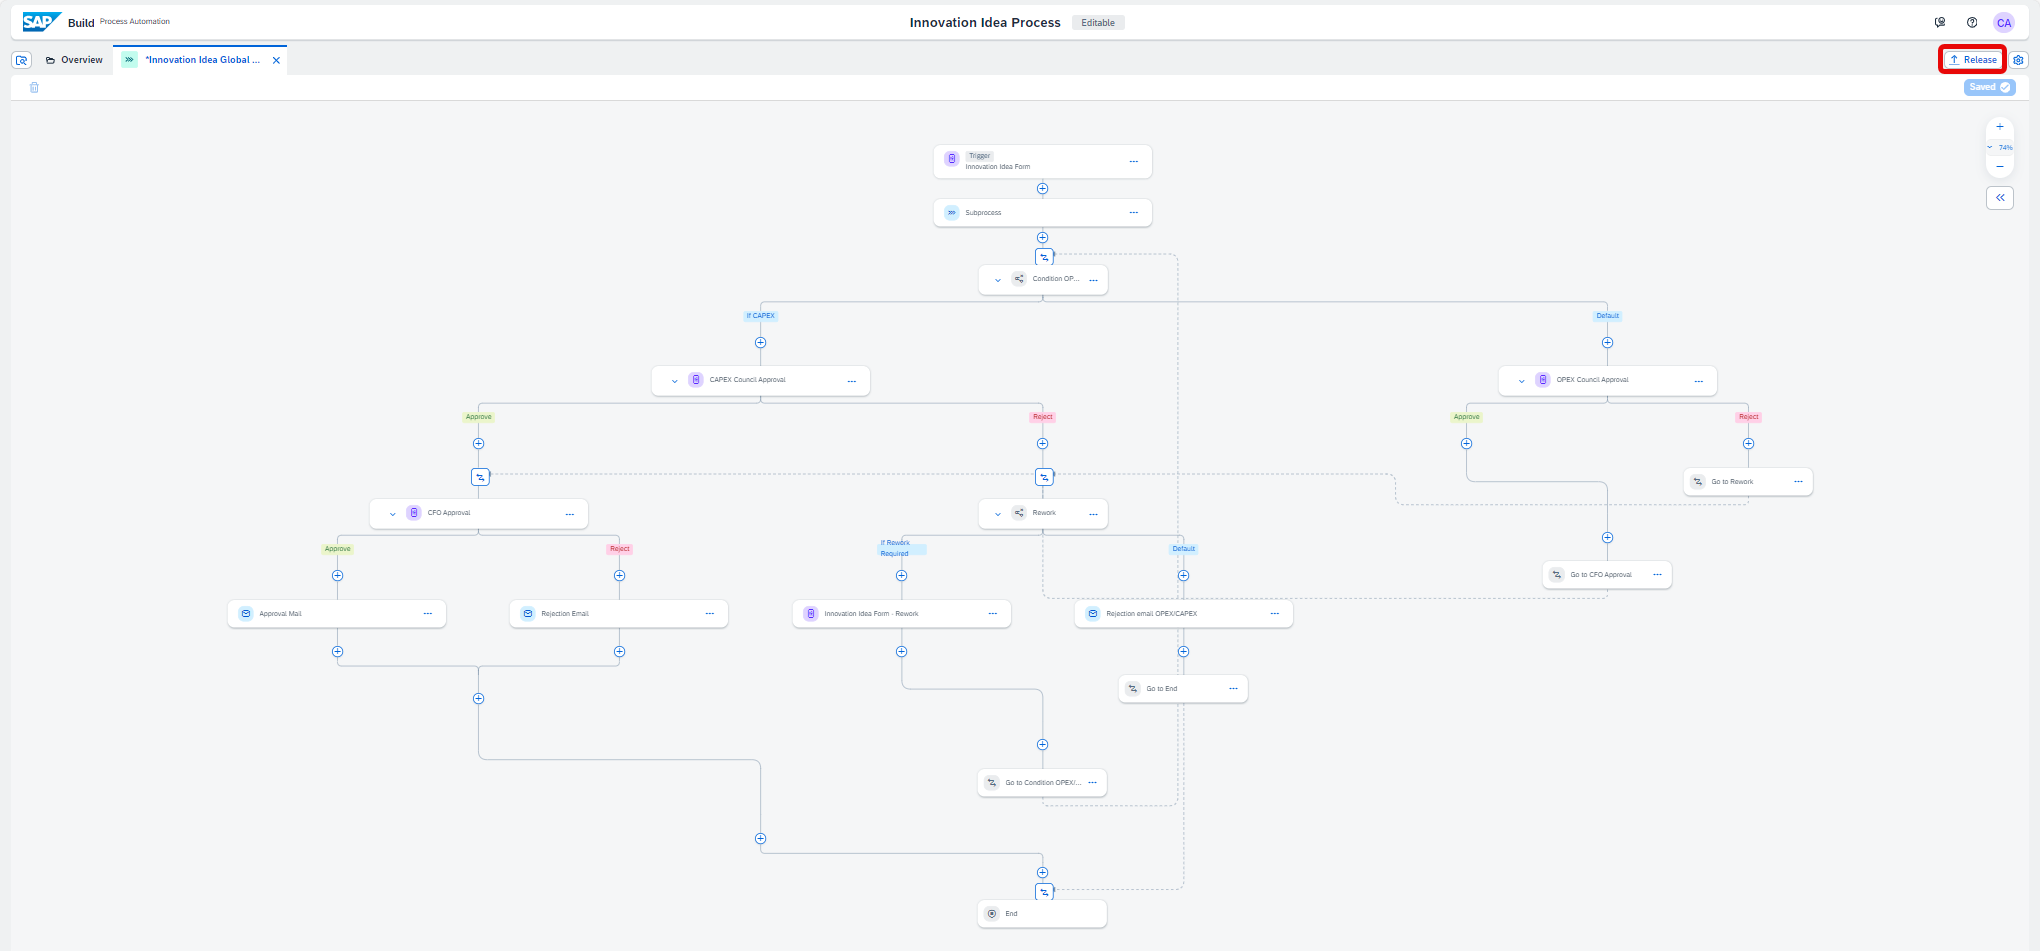 SAP Build Process Automation
Innovation Idea Process Editable
CA
Overview
*Innovation Idea Global ...
Release
Saved
74%
Trigger
Innovation Idea Form
Subprocess
Condition OP...
If CAPEX
Default
CAPEX Council Approval
OPEX Council Approval
Approve
Reject
Approve
Reject
Go to Rework
CFO Approval
Rework
Approve
Reject
If Rework
Required
Default
Go to CFO Approval
Approval Mail
Rejection Email
Innovation Idea Form - Rework
Rejection email OPEX/CAPEX
Go to End
Go to Condition OPEX/...
End